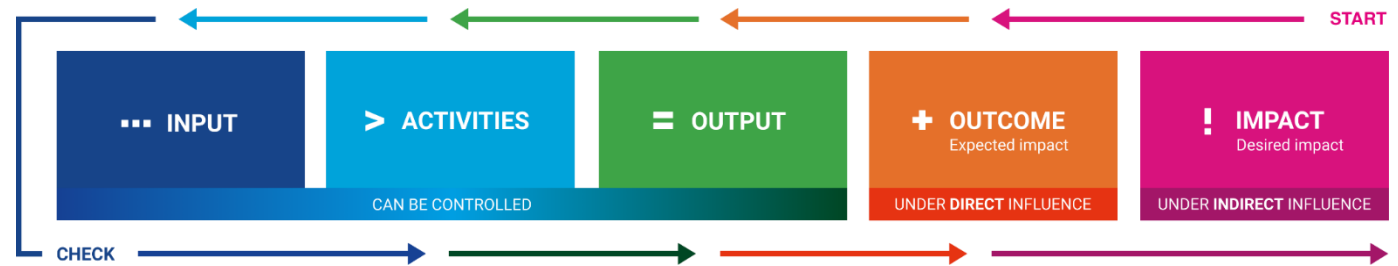 START
... INPUT
> ACTIVITIES
= OUTPUT
+ OUTCOME
Expected impact
! IMPACT
Desired impact
CAN BE CONTROLLED
UNDER DIRECT INFLUENCE
UNDER INDIRECT INFLUENCE
CHECK